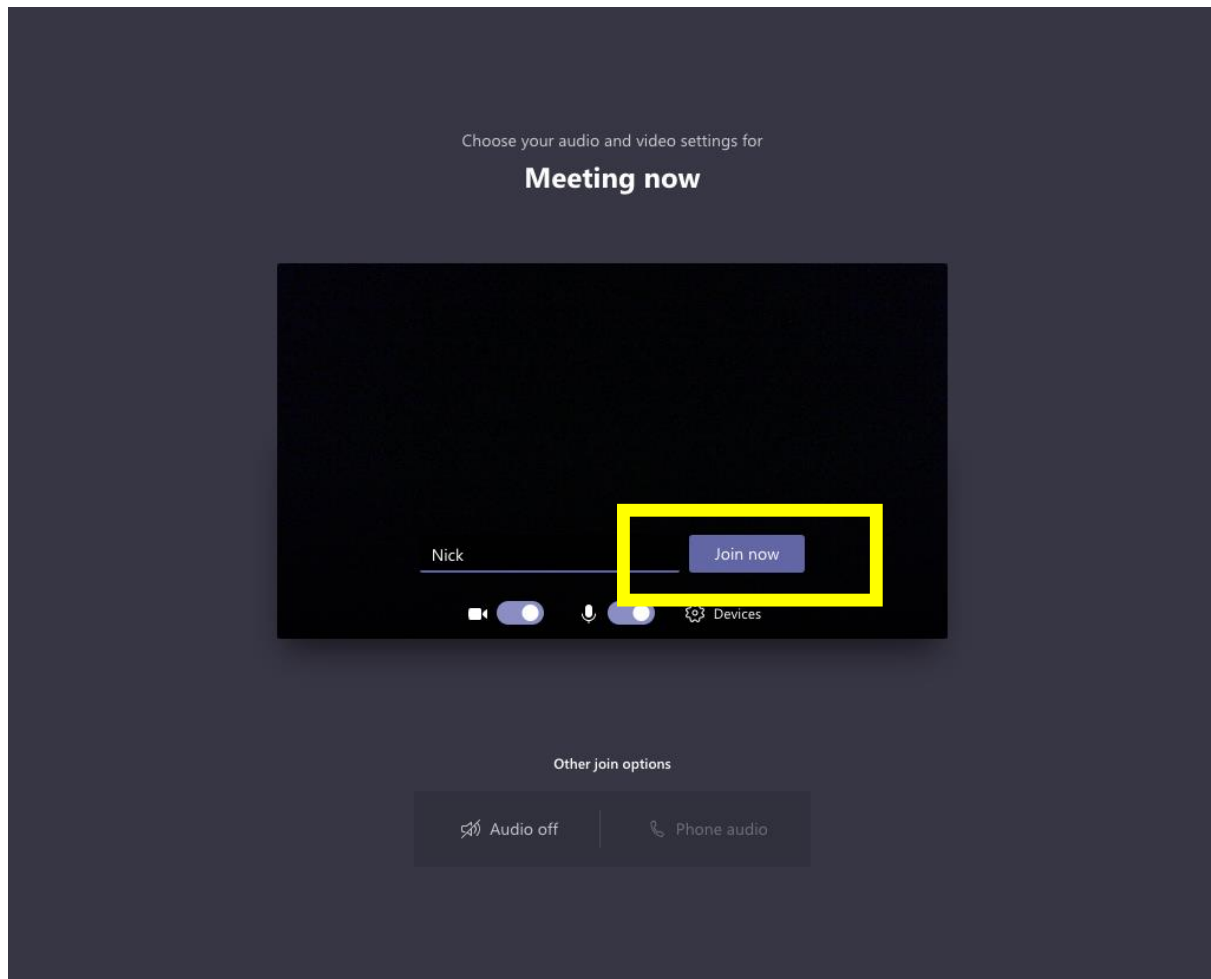 Choose your audio and video settings for
Meeting now
Nick
Join now
Devices
Other join options
Audio off
Phone audio